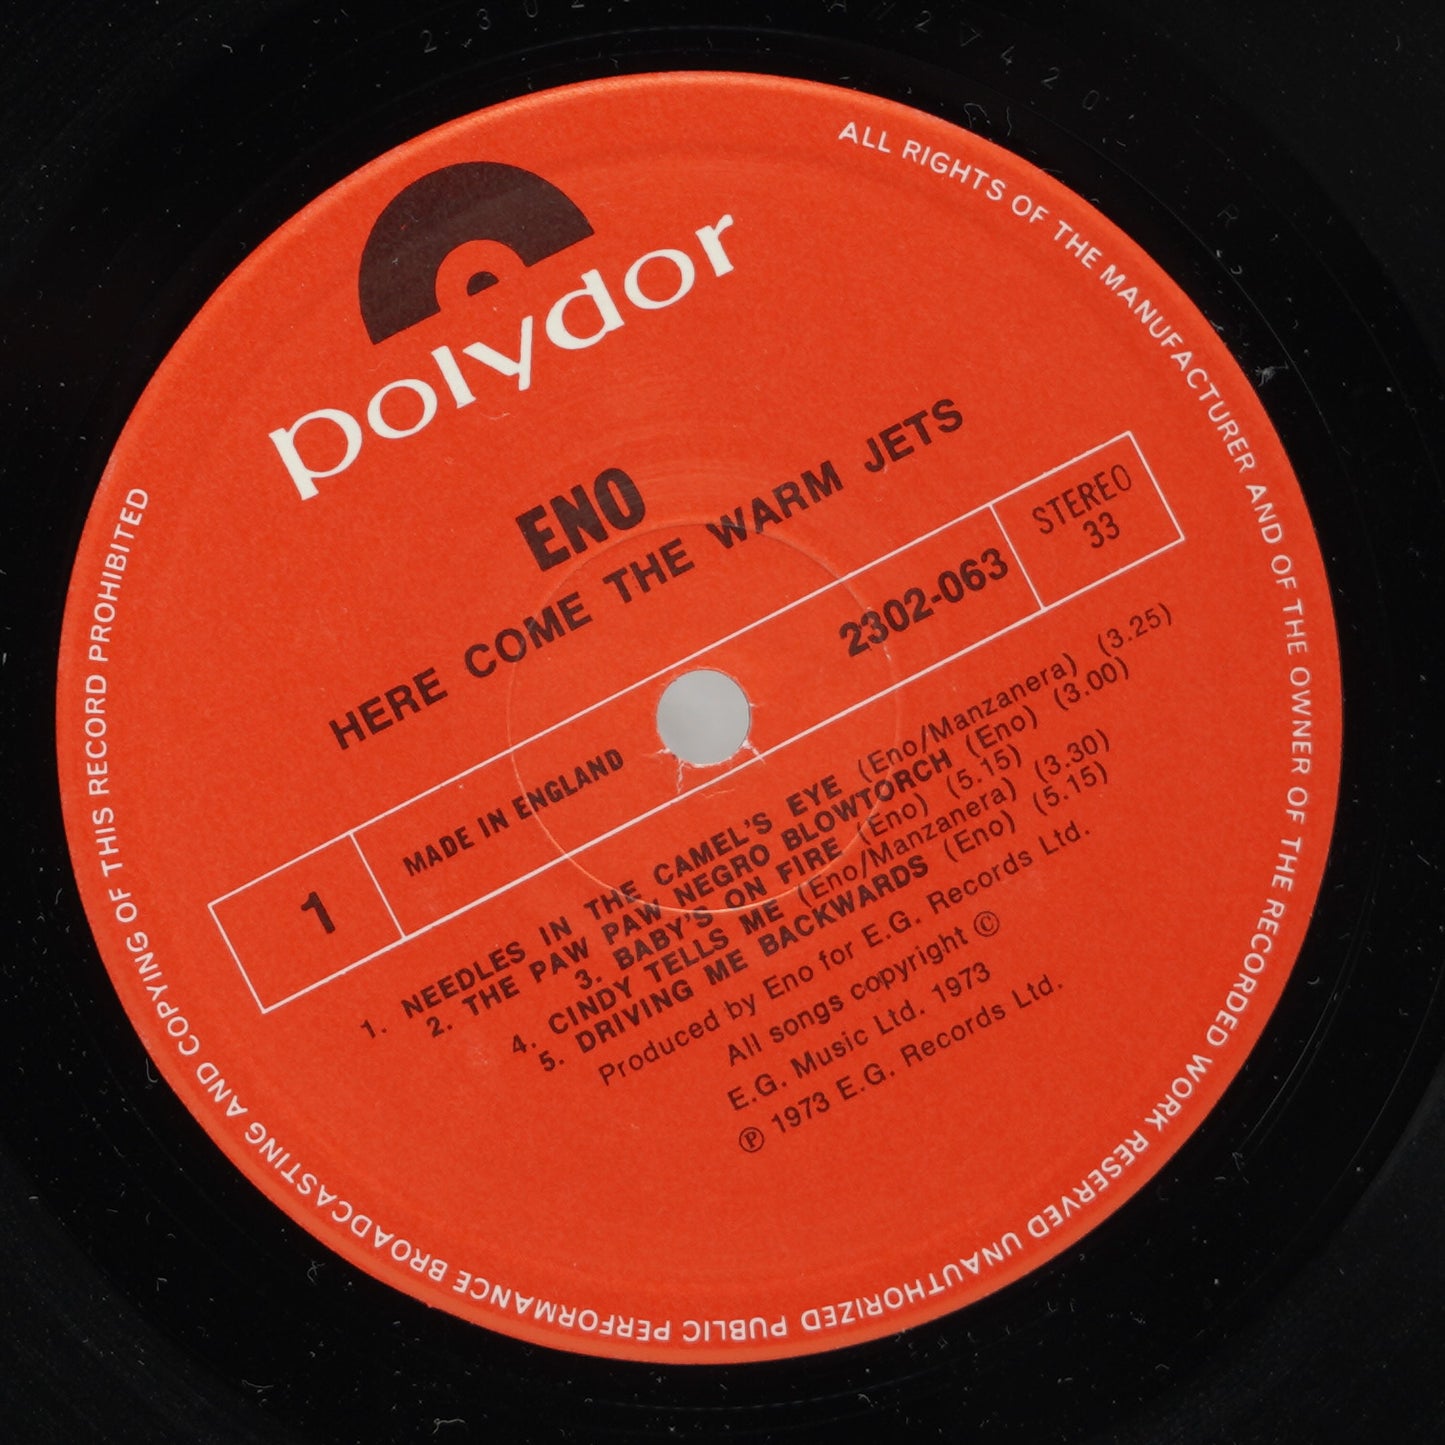 2302 A//2 ▽ 420
polydor
ENO
HERE COME THE WARM JETS
STEREO
33
2302-063
MADE IN ENGLAND
1
1. NEEDLES IN THE CAMEL'S EYE (Eno/Manzanera) (3.25)
2. THE PAW PAW NEGRO BLOWTORCH (Eno) (3.00)
3. BABY'S ON FIRE (Eno) (5.15)
4. CINDY TELLS ME (Eno/Manzanera) (3.30)
5. DRIVING ME BACKWARDS (Eno) (5.15)
Produced by Eno for E.G. Records Ltd.
All songs copyright ©
E.G. Music Ltd. 1973
℗ 1973 E.G. Records Ltd.
ALL RIGHTS OF THE MANUFACTURER AND OF THE OWNER OF THE RECORDED WORK RESERVED UNAUTHORIZED PUBLIC PERFORMANCE BROADCASTING AND COPYING OF THIS RECORD PROHIBITED